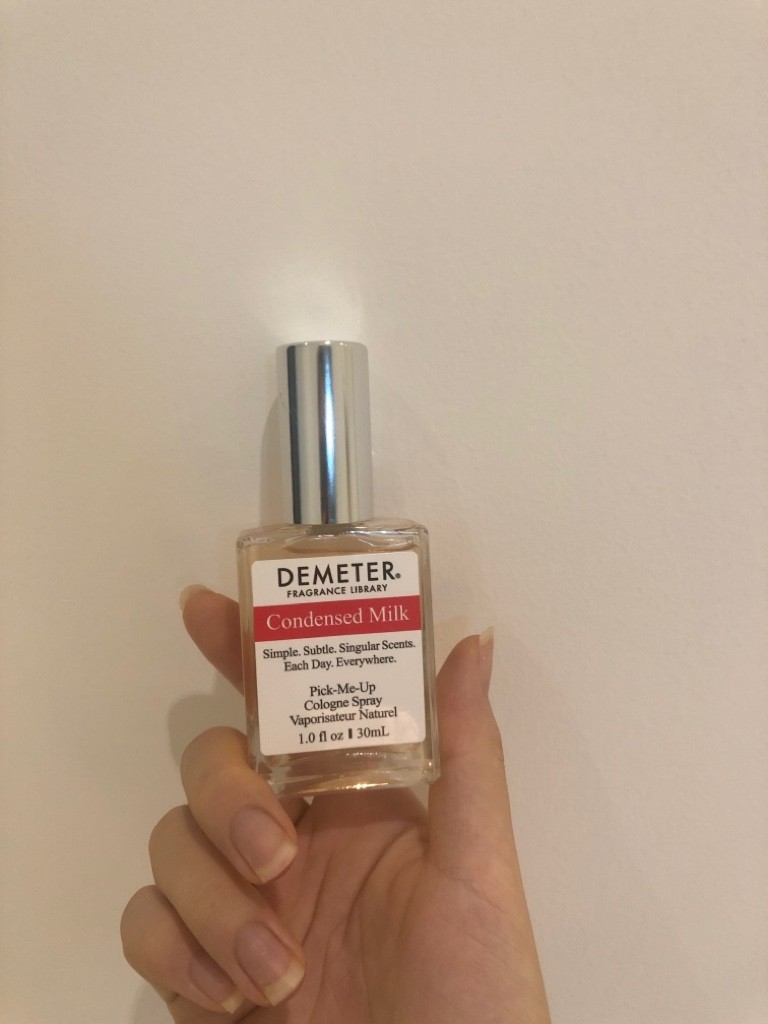 DEMETER®
FRAGRANCE LIBRARY
Condensed Milk
Simple. Subtle. Singular Scents.
Each Day. Everywhere.
Pick-Me-Up
Cologne Spray
Vaporisateur Naturel
1.0 fl oz ▌30mL